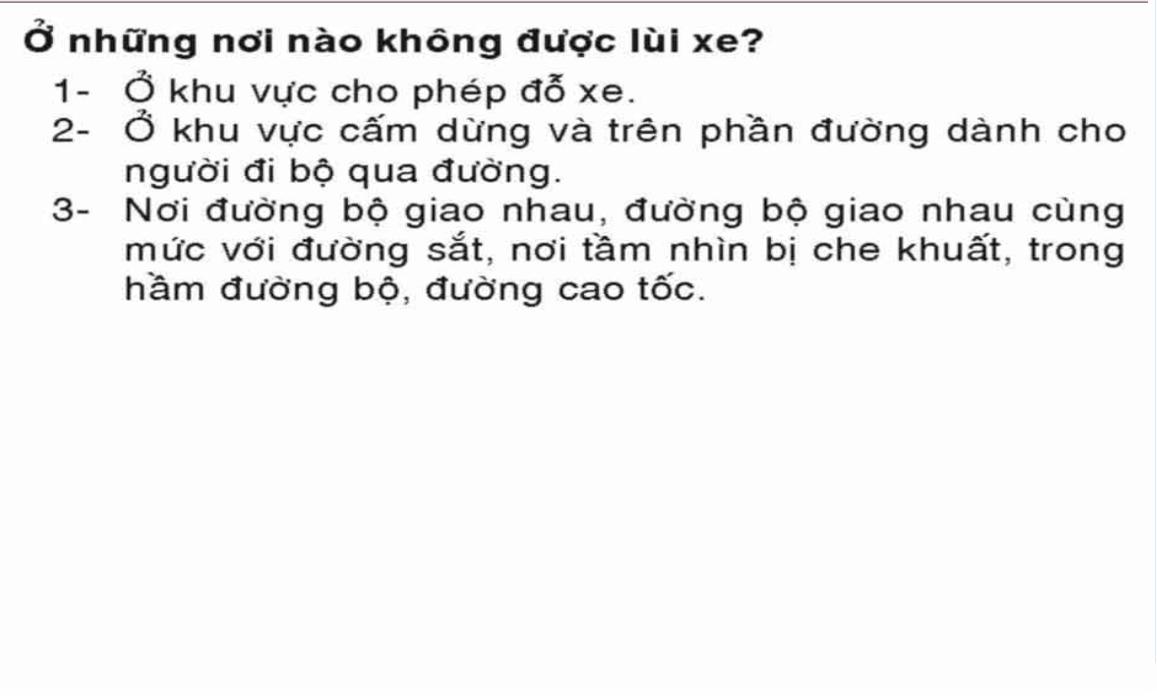 Ở những nơi nào không được lùi xe?
1- Ở khu vực cho phép đỗ xe.
2- Ở khu vực cấm dừng và trên phần đường dành cho
người đi bộ qua đường.
3- Nơi đường bộ giao nhau, đường bộ giao nhau cùng
mức với đường sắt, nơi tầm nhìn bị che khuất, trong
hầm đường bộ, đường cao tốc.